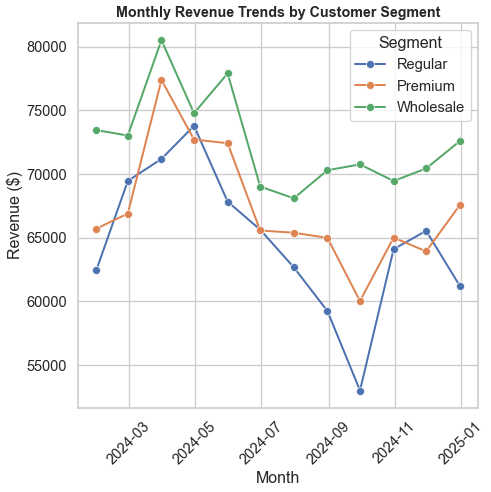 Monthly Revenue Trends by Customer Segment
Segment
Regular
Premium
Wholesale
Revenue ($)
80000
75000
70000
65000
60000
55000
2024-03
2024-05
2024-07
2024-09
2024-11
2025-01
Month